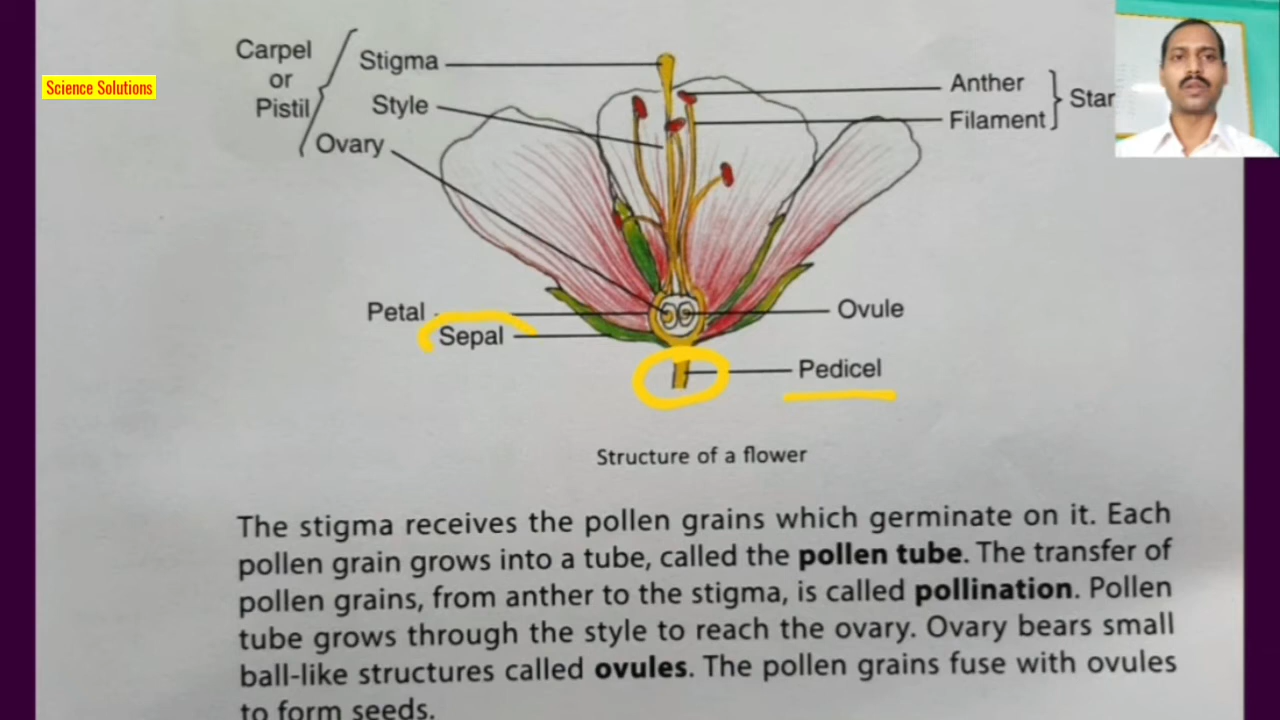 Science Solutions
Carpel
or
Pistil
Stigma
Style
Ovary
Anther
Filament
Star
Petal
Sepal
Ovule
Pedicel
Structure of a flower
The stigma receives the pollen grains which germinate on it. Each
pollen grain grows into a tube, called the pollen tube. The transfer of
pollen grains, from anther to the stigma, is called pollination. Pollen
tube grows through the style to reach the ovary. Ovary bears small
ball-like structures called ovules. The pollen grains fuse with ovules
to form seeds.